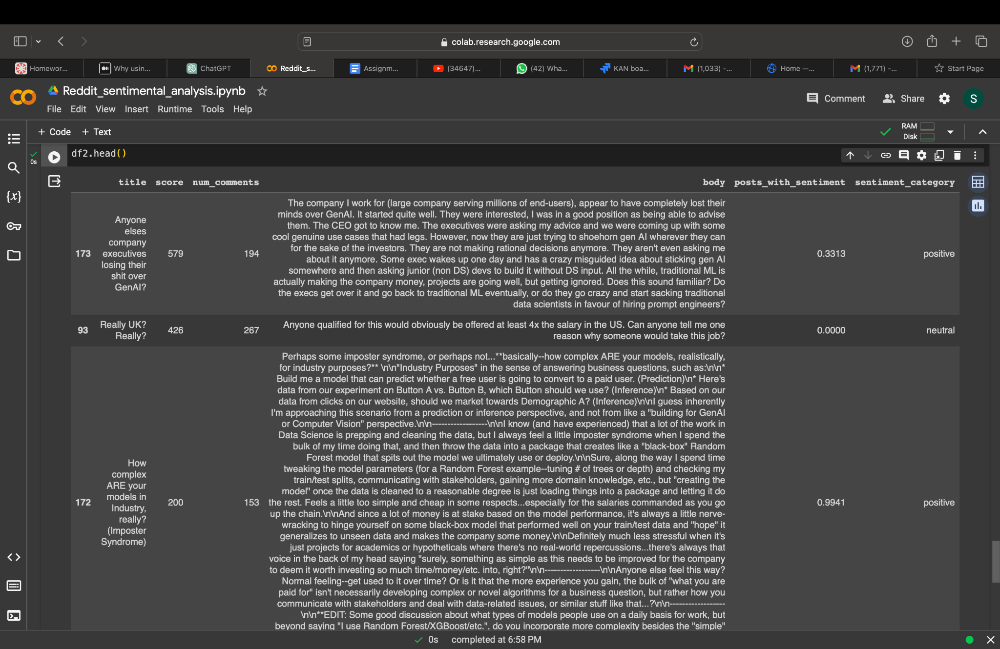 colab.research.google.com
Homewor...
Why usin...
ChatGPT
Reddit_s...
Assignm...
(34647)...
(42) Wha...
KAN boa...
(1,033) -...
Home —...
(1,771) -...
Start Page
Reddit_sentimental_analysis.ipynb
File Edit View Insert Runtime Tools Help
Comment
Share
S
+ Code + Text
RAM
Disk
0s
df2.head()
title score num_comments body posts_with_sentiment sentiment_category
173
Anyone
elses
company
executives
losing their
shit over
GenAI?
579
194
The company I work for (large company serving millions of end-users), appear to have completely lost their
minds over GenAI. It started quite well. They were interested, I was in a good position as being able to advise
them. The CEO got to know me. The executives were asking my advice and we were coming up with some
cool genuine use cases that had legs. However, now they are just trying to shoehorn gen AI wherever they can
for the sake of the investors. They are not making rational decisions anymore. They aren't even asking me
about it anymore. Some exec wakes up one day and has a crazy misguided idea about sticking gen AI
somewhere and then asking junior (non DS) devs to build it without DS input. All the while, traditional ML is
actually making the company money, projects are going well, but getting ignored. Does this sound familiar? Do
the execs get over it and go back to traditional ML eventually, or do they go crazy and start sacking traditional
data scientists in favour of hiring prompt engineers?
0.3313
positive
93
Really UK?
Really?
426
267
Anyone qualified for this would obviously be offered at least 4x the salary in the US. Can anyone tell me one
reason why someone would take this job?
0.0000
neutral
172
How
complex
ARE your
models in
Industry,
really?
(Imposter
Syndrome)
200
153
Perhaps some imposter syndrome, or perhaps not...**basically--how complex ARE your models, realistically,
for industry purposes?** \n\n"Industry Purposes" in the sense of answering business questions, such as:\n\n*
Build me a model that can predict whether a free user is going to convert to a paid user. (Prediction)\n* Here's
data from our experiment on Button A vs. Button B, which Button should we use? (Inference)\n* Based on our
data from clicks on our website, should we market towards Demographic A? (Inference)\n\nI guess inherently
I'm approaching this scenario from a prediction or inference perspective, and not from like a "building for GenAI
or Computer Vision" perspective.\n\n------------------\n\nI know (and have experienced) that a lot of the work in
Data Science is prepping and cleaning the data, but I always feel a little imposter syndrome when I spend the
bulk of my time doing that, and then throw the data into a package that creates like a "black-box" Random
Forest model that spits out the model we ultimately use or deploy.\n\nSure, along the way I spend time
tweaking the model parameters (for a Random Forest example--tuning # of trees or depth) and checking my
train/test splits, communicating with stakeholders, gaining more domain knowledge, etc., but "creating the
model" once the data is cleaned to a reasonable degree is just loading things into a package and letting it do
the rest. Feels a little too simple and cheap in some respects...especially for the salaries commanded as you go
up the chain.\n\nAnd since a lot of money is at stake based on the model performance, it's always a little nerve-
wracking to hinge yourself on some black-box model that performed well on your train/test data and "hope" it
generalizes to unseen data and makes the company some money.\n\nDefinitely much less stressful when it's
just projects for academics or hypotheticals where there's no real-world repercussions...there's always that
voice in the back of my head saying "surely, something as simple as this needs to be improved for the company
to deem it worth investing so much time/money/etc. into, right?"\n\n------------------\n\nAnyone else feel this way?
Normal feeling--get used to it over time? Or is it that the more experience you gain, the bulk of "what you are
paid for" isn't necessarily developing complex or novel algorithms for a business question, but rather how you
communicate with stakeholders and deal with data-related issues, or similar stuff like that...?\n\n------------------
\n\n**EDIT: Some good discussion about what types of models people use on a daily basis for work, but
beyond saying "I use Random Forest/XGBoost/etc.", do you incorporate more complexity besides the "simple"
0.9941
positive
0s completed at 6:58 PM